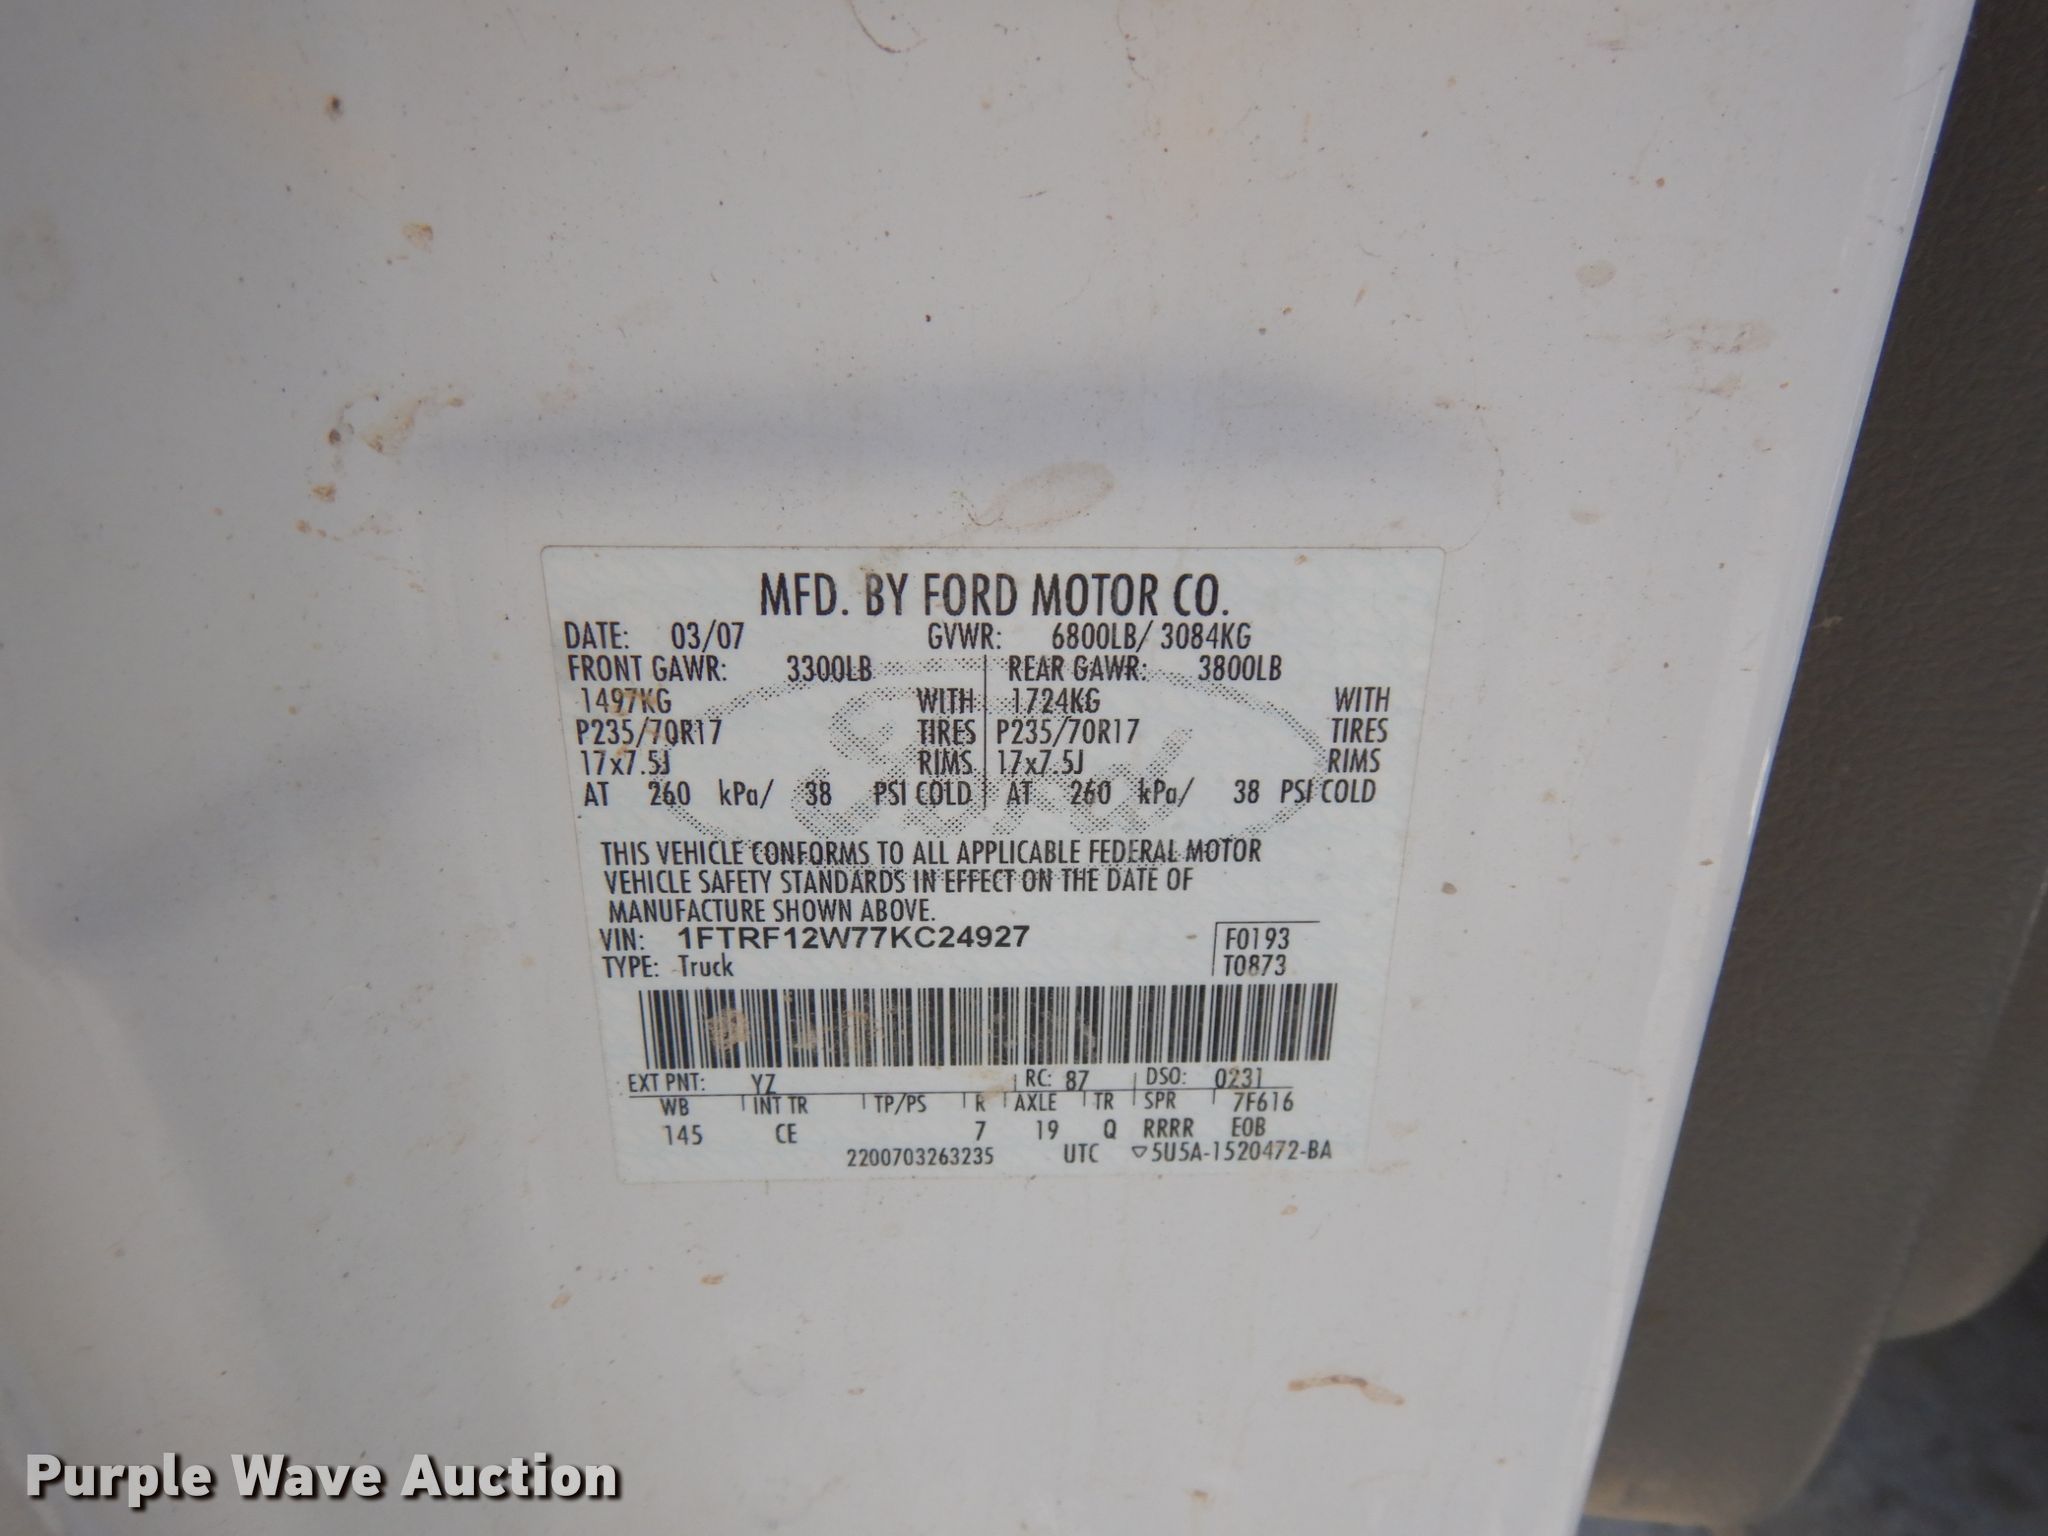 MFD. BY FORD MOTOR CO.
DATE: 03/07 GVWR: 6800LB/ 3084KG
FRONT GAWR: 3300LB REAR GAWR: 3800LB
1497KG WITH 1724KG WITH
P235/70R17 TIRES P235/70R17 TIRES
17x7.5J RIMS 17x7.5J RIMS
AT 260 kPa/ 38 PSI COLD AT 260 kPa/ 38 PSI COLD
Ford
THIS VEHICLE CONFORMS TO ALL APPLICABLE FEDERAL MOTOR
VEHICLE SAFETY STANDARDS IN EFFECT ON THE DATE OF
MANUFACTURE SHOWN ABOVE.
VIN: 1FTRF12W77KC24927 F0193
TYPE: Truck T0873
EXT PNT: YZ RC: 87 DSO: 0231
WB INT TR TP/PS R AXLE TR SPR 7F616
145 CE 7 19 Q RRRR E0B
2200703263235 UTC ▽5U5A-1520472-BA
Purple Wave Auction